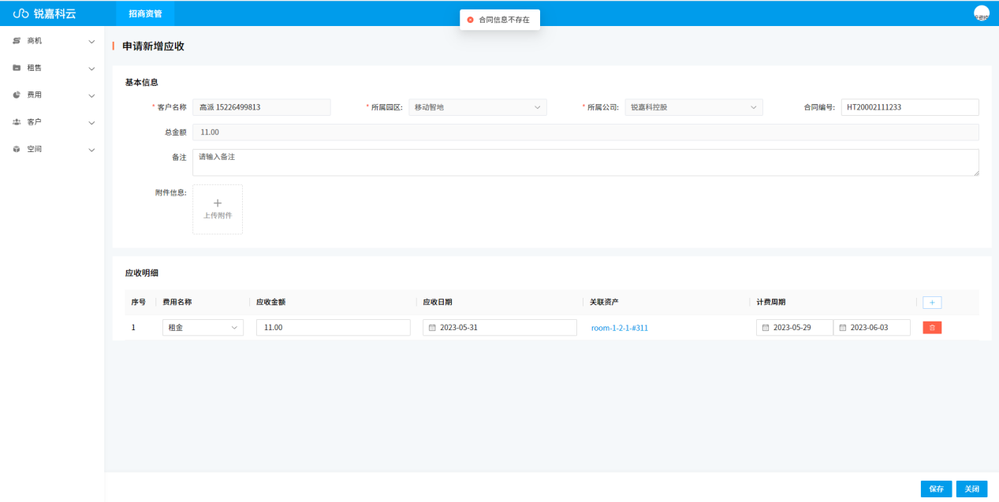 锐嘉科云
招商资管
合同信息不存在
商机
租售
费用
客户
空间
申请新增应收
基本信息
* 客户名称 高派 15226499813 * 所属园区: 移动智地 * 所属公司: 锐嘉科控股 合同编号: HT20002111233
总金额 11.00
备注 请输入备注
附件信息:
+
上传附件
应收明细
序号 费用名称 应收金额 应收日期 关联资产 计费周期 +
1 租金 11.00 2023-05-31 room-1-2-1-#311 2023-05-29 2023-06-03
保存 关闭